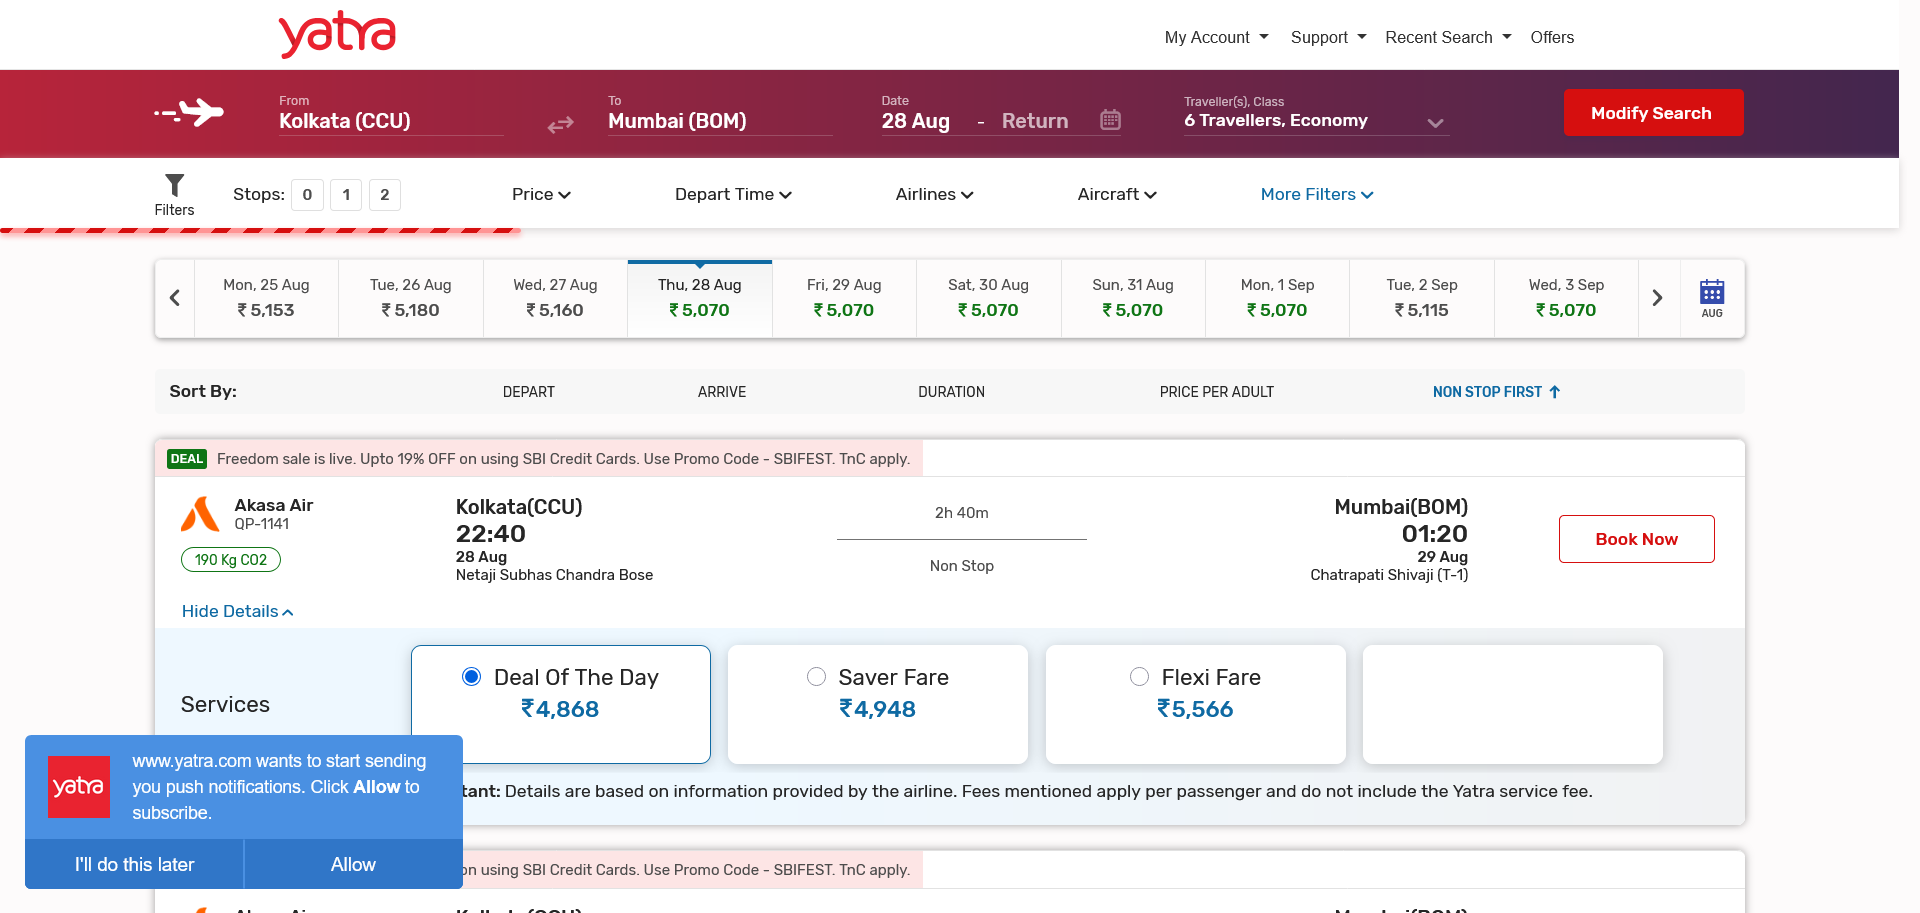 yatra
My Account
Support
Recent Search
Offers
From
Kolkata (CCU)
To
Mumbai (BOM)
Date
28 Aug - Return
Traveller(s), Class
6 Travellers, Economy
Modify Search
Filters
Stops: 0 1 2
Price
Depart Time
Airlines
Aircraft
More Filters
Mon, 25 Aug
₹ 5,153
Tue, 26 Aug
₹ 5,180
Wed, 27 Aug
₹ 5,160
Thu, 28 Aug
₹ 5,070
Fri, 29 Aug
₹ 5,070
Sat, 30 Aug
₹ 5,070
Sun, 31 Aug
₹ 5,070
Mon, 1 Sep
₹ 5,070
Tue, 2 Sep
₹ 5,115
Wed, 3 Sep
₹ 5,070
AUG
Sort By:
DEPART
ARRIVE
DURATION
PRICE PER ADULT
NON STOP FIRST
DEAL Freedom sale is live. Upto 19% OFF on using SBI Credit Cards. Use Promo Code - SBIFEST. TnC apply.
Akasa Air
QP-1141
190 Kg CO2
Kolkata(CCU)
22:40
28 Aug
Netaji Subhas Chandra Bose
2h 40m
Non Stop
Mumbai(BOM)
01:20
29 Aug
Chatrapati Shivaji (T-1)
Book Now
Hide Details
Services
Deal Of The Day
₹4,868
Saver Fare
₹4,948
Flexi Fare
₹5,566
tant: Details are based on information provided by the airline. Fees mentioned apply per passenger and do not include the Yatra service fee.
yatra
www.yatra.com wants to start sending
you push notifications. Click Allow to
subscribe.
I'll do this later
Allow
on using SBI Credit Cards. Use Promo Code - SBIFEST. TnC apply.